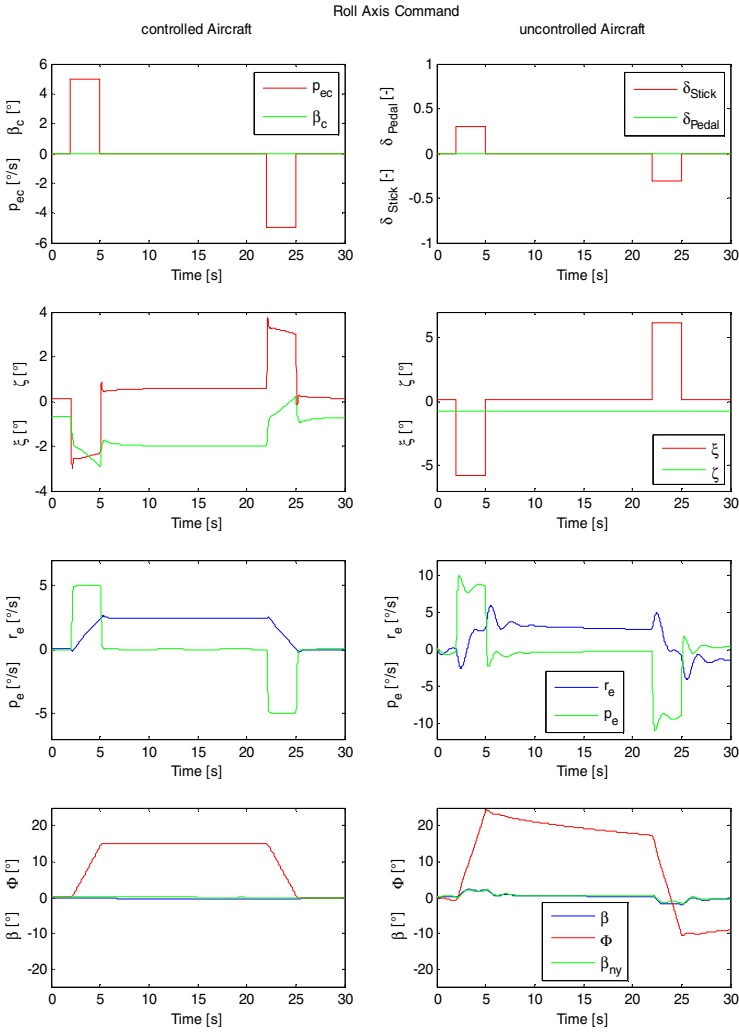 Roll Axis Command
controlled Aircraft
uncontrolled Aircraft
p_ec [°/s] β_c [°]
6
4
2
0
-2
-4
-6
p_ec
β_c
0 5 10 15 20 25 30
Time [s]
δ_Stick [-] δ_Pedal [-]
1
0.5
0
-0.5
-1
δ_Stick
δ_Pedal
0 5 10 15 20 25 30
Time [s]
ξ [°] ζ [°]
4
2
0
-2
-4
0 5 10 15 20 25 30
Time [s]
ξ [°] ζ [°]
5
0
-5
ξ
ζ
0 5 10 15 20 25 30
Time [s]
p_e [°/s] r_e [°/s]
5
0
-5
0 5 10 15 20 25 30
Time [s]
p_e [°/s] r_e [°/s]
10
5
0
-5
-10
r_e
p_e
0 5 10 15 20 25 30
Time [s]
β [°] Φ [°]
20
10
0
-10
-20
0 5 10 15 20 25 30
Time [s]
β [°] Φ [°]
20
10
0
-10
-20
β
Φ
β_ny
0 5 10 15 20 25 30
Time [s]